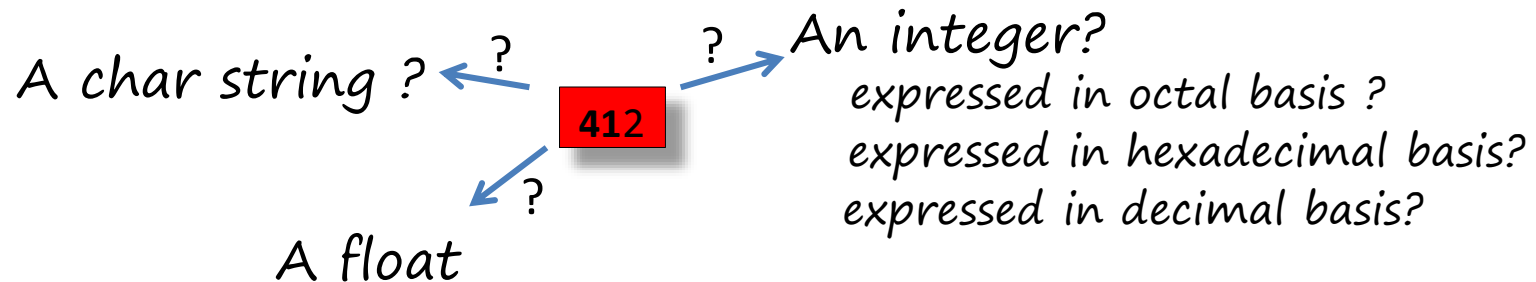 A char string ?
?
412
?
An integer?
expressed in octal basis ?
expressed in hexadecimal basis?
expressed in decimal basis?
?
A float